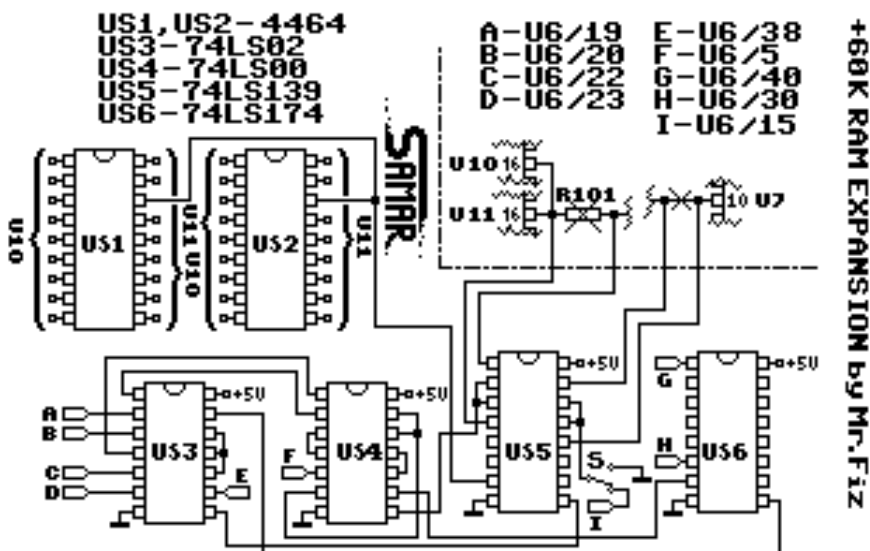 US1,US2-4464
US3-74LS02
US4-74LS00
US5-74LS139
US6-74LS174
A-U6/19 E-U6/38
B-U6/20 F-U6/5
C-U6/22 G-U6/40
D-U6/23 H-U6/30
I-U6/15
+60K RAM EXPANSION by Mr.Fiz
SAMAR
U10 16
R101
U11 16
10 U7
U10
US1
U11 U10
US2
U11
+5V
+5V
G
+5V
+5V
A
B
US3
F
US4
US5
H
US6
C
D
E
S
I